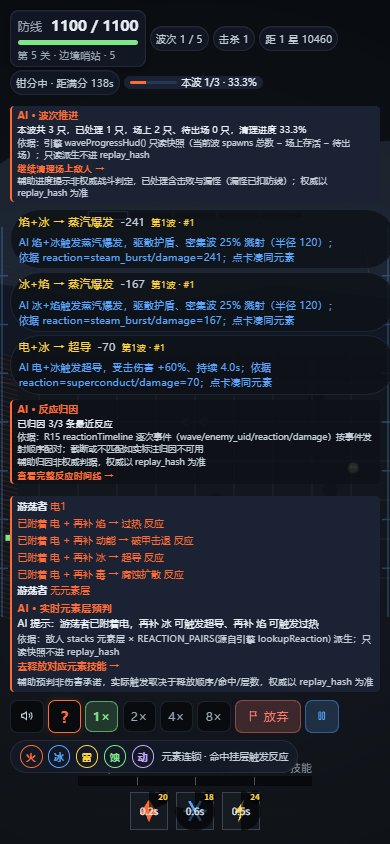 防线 1100 / 1100
第 5 关 · 边境哨站 · 5
波次 1 / 5
击杀 1
距 1 星 10460
钳分中 · 距满分 138s
本波 1/3 · 33.3%
AI · 波次推进
本波共 3 只，已处理 1 只，场上 2 只、待出场 0 只，清理进度 33.3%
依据：引擎 waveProgressHud() 只读快照（当前波 spawns 总数 − 场上存活 − 待出
场）；只读派生不进 replay_hash
继续清理场上敌人 →
辅助进度提示非权威战斗判定，已处理含击败与漏怪（漏怪已扣防线）；权威以
replay_hash 为准
焰+冰 → 蒸汽爆发 -241 第1波 · #1
AI 焰+冰触发蒸汽爆发，驱散护盾、密集波 25% 溅射（半径 120）；
依据 reaction=steam_burst/damage=241；点卡凑同元素
冰+焰 → 蒸汽爆发 -167 第1波 · #1
AI 冰+焰触发蒸汽爆发，驱散护盾、密集波 25% 溅射（半径 120）；
依据 reaction=steam_burst/damage=167；点卡凑同元素
电+冰 → 超导 -70 第1波 · #1
AI 电+冰触发超导，受击伤害 +60%、持续 4.0s；依据
reaction=superconduct/damage=70；点卡凑同元素
AI · 反应归因
已归因 3/3 条最近反应
依据：R15 reactionTimeline 逐次事件（wave/enemy_uid/reaction/damage）按事件发
射顺序配对；截断或不匹配如实标注归因不可用
辅助归因非权威判据，权威以 replay_hash 为准
查看完整反应时间线 →
游荡者 电1
已附着 电 + 再补 焰 → 过热 反应
已附着 电 + 再补 动能 → 破甲击退 反应
已附着 电 + 再补 冰 → 超导 反应
已附着 电 + 再补 毒 → 腐蚀扩散 反应
游荡者 无元素层
AI · 实时元素层预判
AI 提示：游荡者已附着电，再补 冰 可触发超导、再补 焰 可触发过热
依据：敌人 stacks 元素层 × REACTION_PAIRS(源自引擎 lookupReaction) 派生；只
读快照不进 replay_hash
去释放对应元素技能 →
辅助预判非伤害承诺，实际触发取决于释放顺序/命中/层数，权威以 replay_hash 为准
? 1× 2× 4× 8× 放弃
火 冰 雷 蚀 动 元素连锁 · 命中挂层触发反应
技能
20 18 24
0.2s 0.6s 0.5s